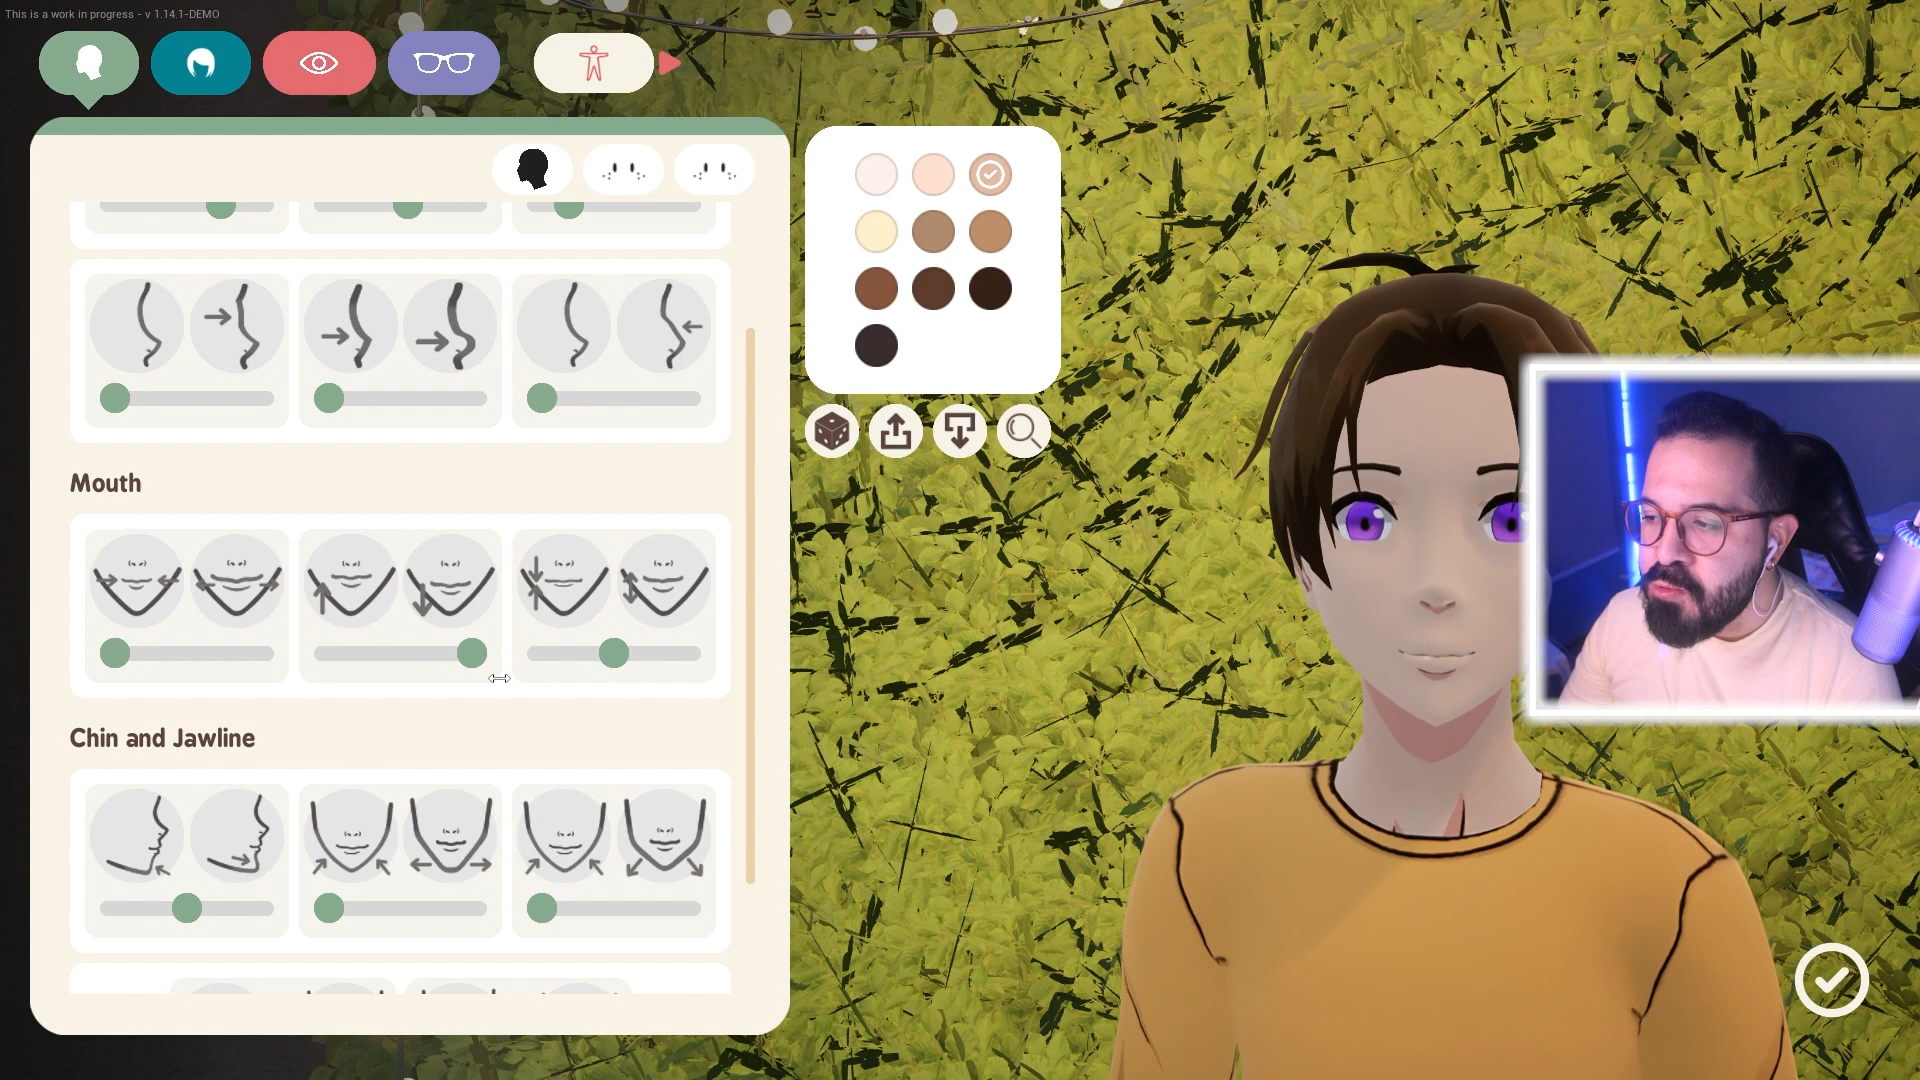 This is a work in progress - v 1.14.1-DEMO
Mouth
Chin and Jawline